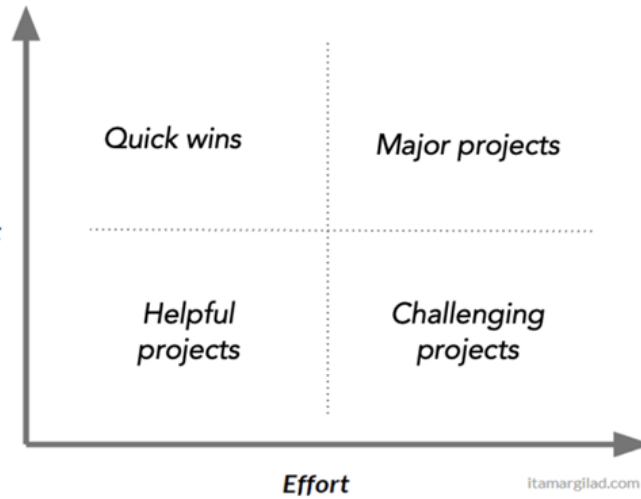 Quick wins
Major projects
Helpful
projects
Challenging
projects
Effort
itamargilad.com